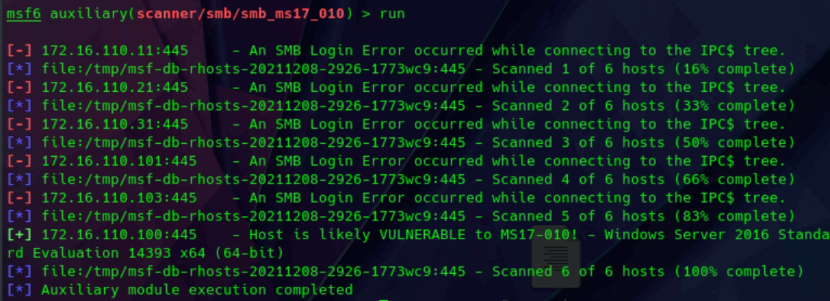 msf6 auxiliary(scanner/smb/smb_ms17_010) > run
[-] 172.16.110.11:445 - An SMB Login Error occurred while connecting to the IPC$ tree.
[*] file:/tmp/msf-db-rhosts-20211208-2926-1773wc9:445 - Scanned 1 of 6 hosts (16% complete)
[-] 172.16.110.21:445 - An SMB Login Error occurred while connecting to the IPC$ tree.
[*] file:/tmp/msf-db-rhosts-20211208-2926-1773wc9:445 - Scanned 2 of 6 hosts (33% complete)
[-] 172.16.110.31:445 - An SMB Login Error occurred while connecting to the IPC$ tree.
[*] file:/tmp/msf-db-rhosts-20211208-2926-1773wc9:445 - Scanned 3 of 6 hosts (50% complete)
[-] 172.16.110.101:445 - An SMB Login Error occurred while connecting to the IPC$ tree.
[*] file:/tmp/msf-db-rhosts-20211208-2926-1773wc9:445 - Scanned 4 of 6 hosts (66% complete)
[-] 172.16.110.103:445 - An SMB Login Error occurred while connecting to the IPC$ tree.
[*] file:/tmp/msf-db-rhosts-20211208-2926-1773wc9:445 - Scanned 5 of 6 hosts (83% complete)
[+] 172.16.110.100:445 - Host is likely VULNERABLE to MS17-010! - Windows Server 2016 Standa
rd Evaluation 14393 x64 (64-bit)
[*] file:/tmp/msf-db-rhosts-20211208-2926-1773wc9:445 - Scanned 6 of 6 hosts (100% complete)
[*] Auxiliary module execution completed